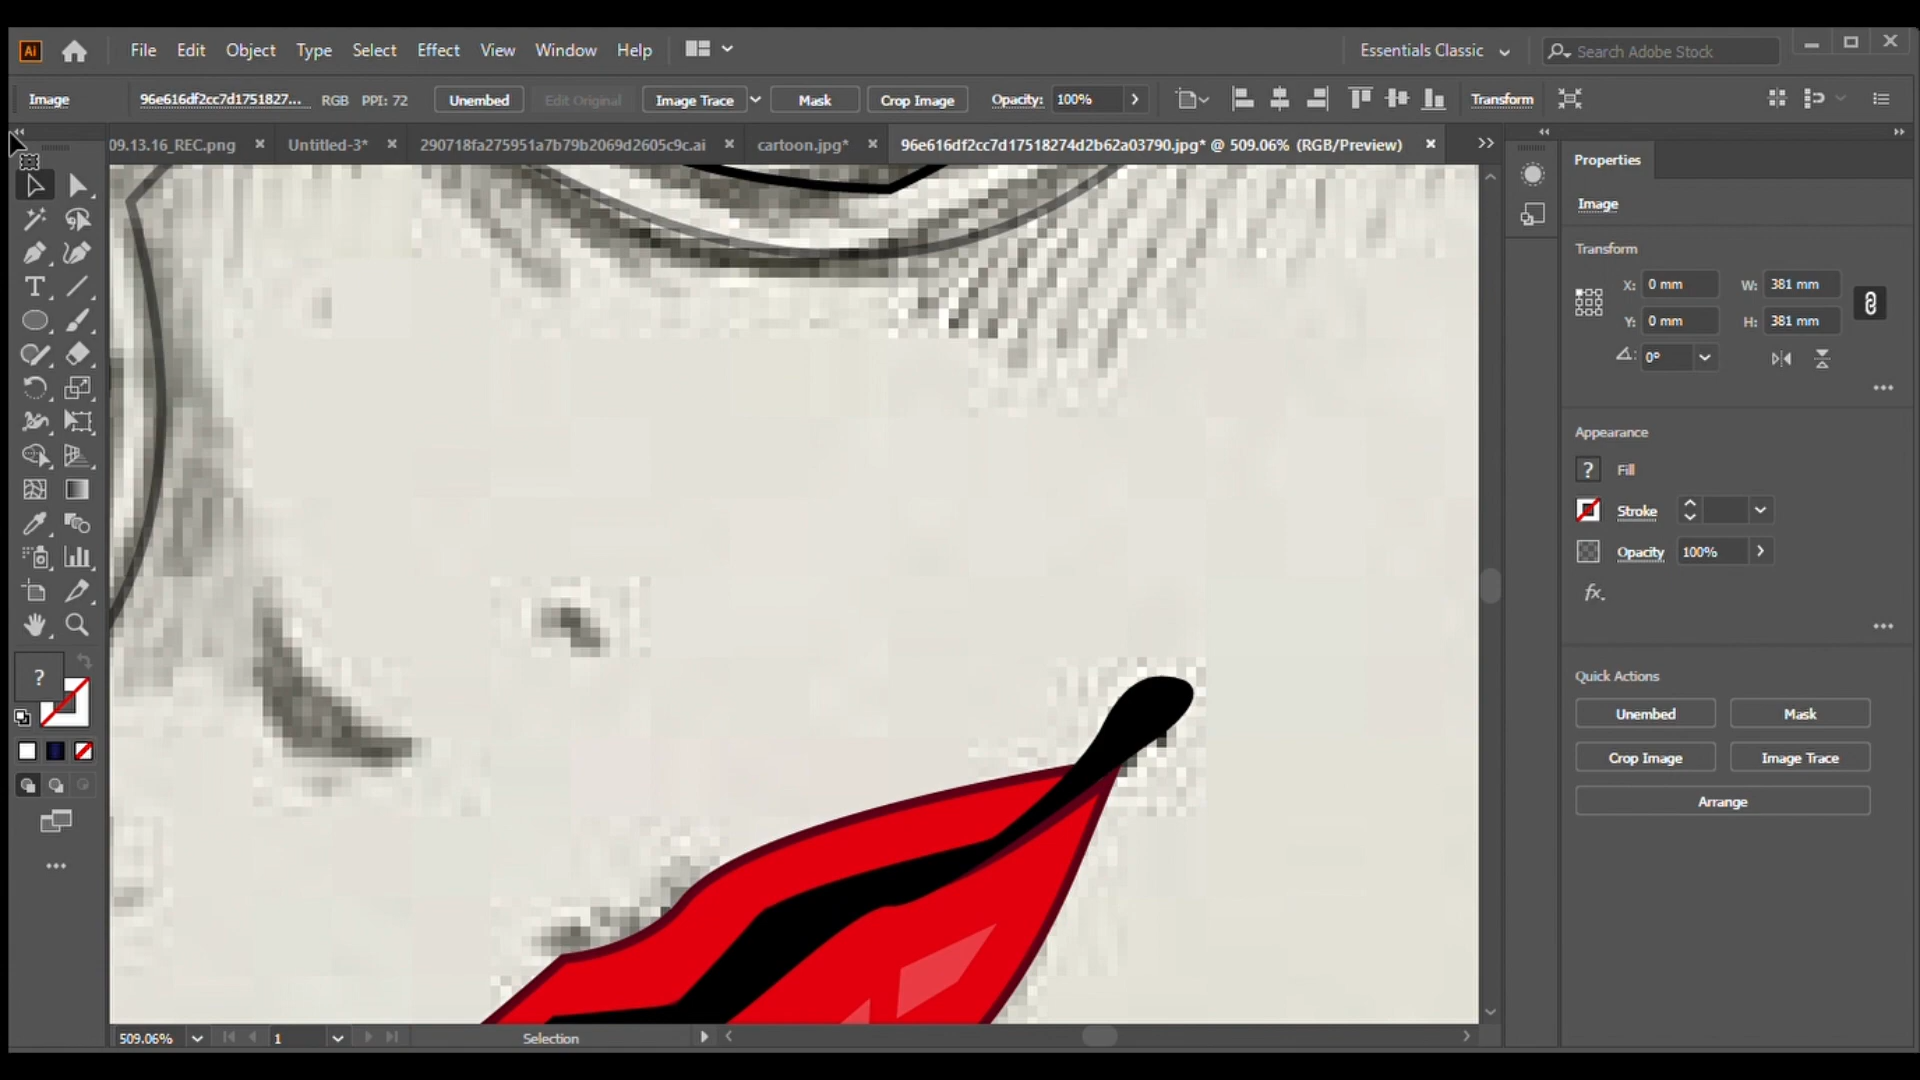 Ai File Edit Object Type Select Effect View Window Help Essentials Classic Search Adobe Stock
Image 96e616df2cc7d1751827... RGB PPI: 72 Unembed Edit Original Image Trace Mask Crop Image Opacity: 100% Transform
09.13.16_REC.png Untitled-3* 290718fa275951a7b79b2069d2605c9c.ai cartoon.jpg* 96e616df2cc7d17518274d2b62a03790.jpg* @ 509.06% (RGB/Preview)
Properties
Image
Transform
X: 0 mm W: 381 mm
Y: 0 mm H: 381 mm
0°
Appearance
? Fill
Stroke
Opacity 100%
fx.
Quick Actions
Unembed Mask
Crop Image Image Trace
Arrange
T
?
509.06% 1 Selection